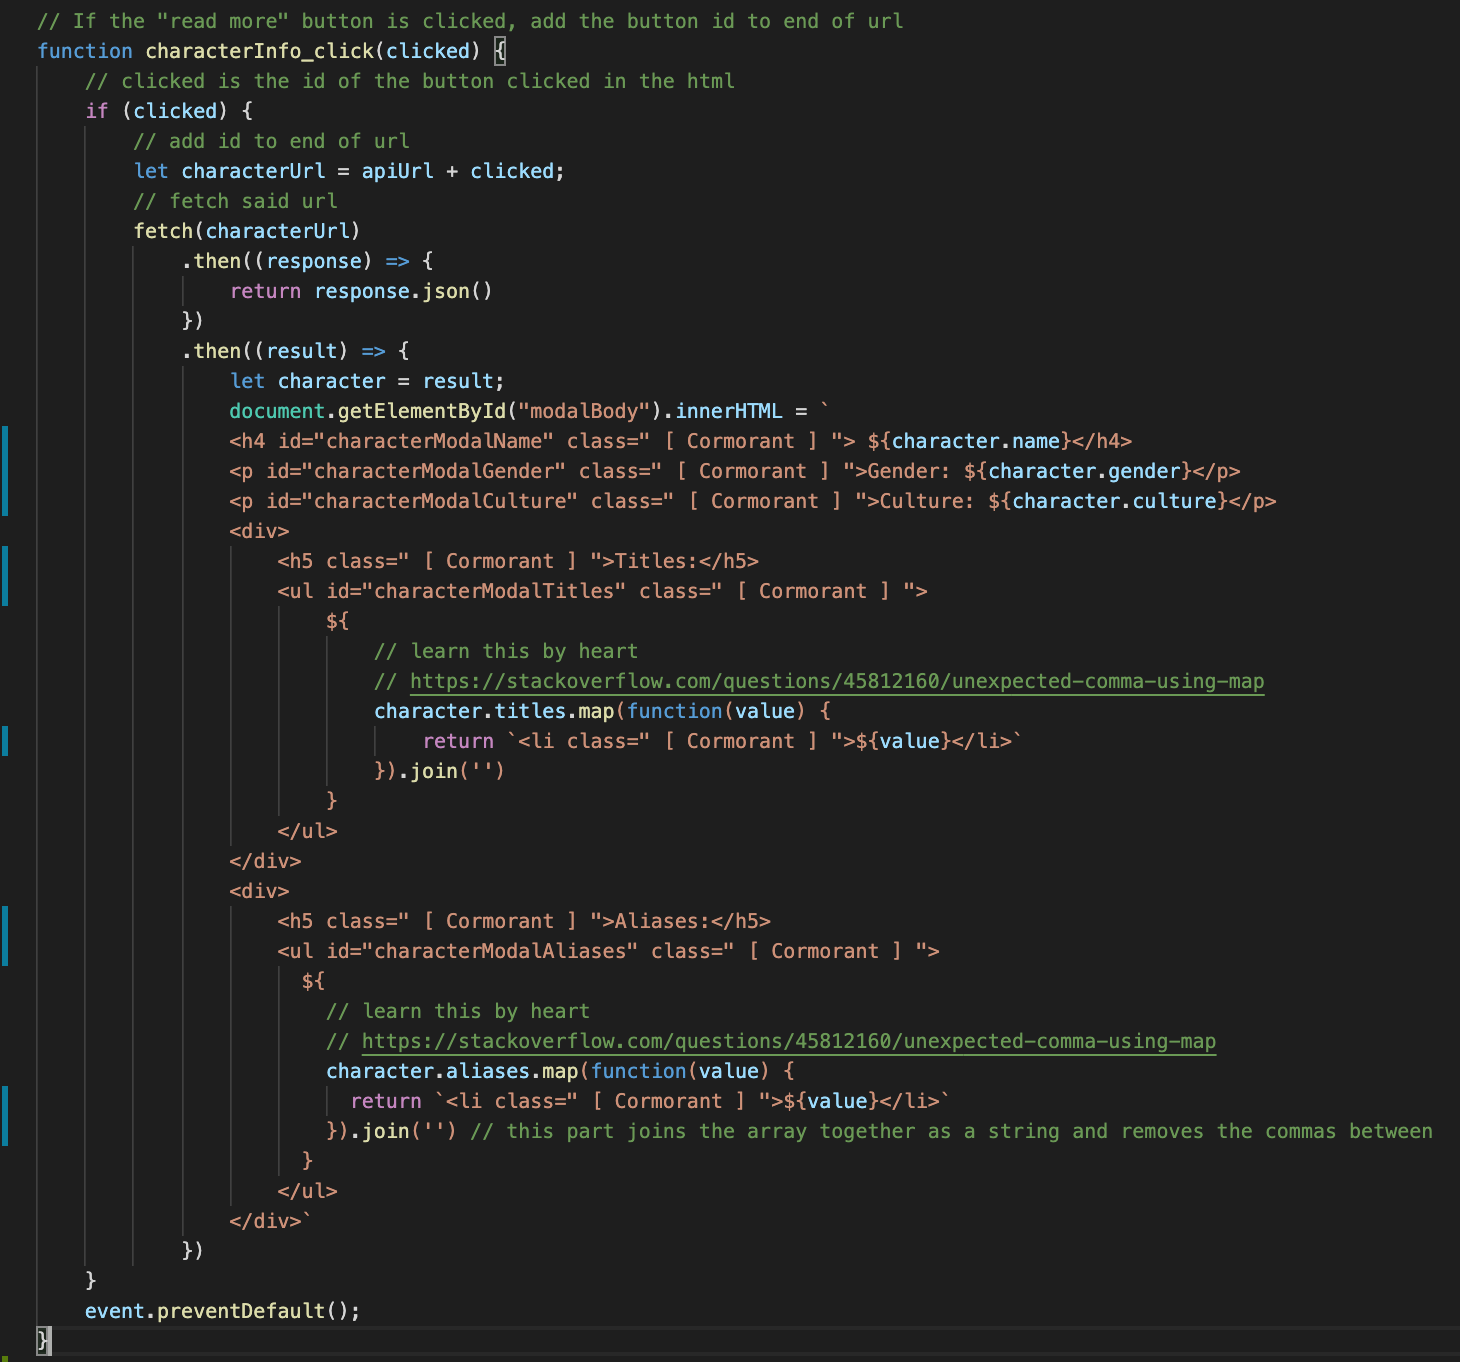 // If the "read more" button is clicked, add the button id to end of url
function characterInfo_click(clicked) {
    // clicked is the id of the button clicked in the html
    if (clicked) {
        // add id to end of url
        let characterUrl = apiUrl + clicked;
        // fetch said url
        fetch(characterUrl)
            .then((response) => {
                return response.json()
            })
            .then((result) => {
                let character = result;
                document.getElementById("modalBody").innerHTML = `
                <h4 id="characterModalName" class=" [ Cormorant ] "> ${character.name}</h4>
                <p id="characterModalGender" class=" [ Cormorant ] ">Gender: ${character.gender}</p>
                <p id="characterModalCulture" class=" [ Cormorant ] ">Culture: ${character.culture}</p>
                <div>
                    <h5 class=" [ Cormorant ] ">Titles:</h5>
                    <ul id="characterModalTitles" class=" [ Cormorant ] ">
                        ${
                            // learn this by heart
                            // https://stackoverflow.com/questions/45812160/unexpected-comma-using-map
                            character.titles.map(function(value) {
                                return `<li class=" [ Cormorant ] ">${value}</li>`
                            }).join('')
                        }
                    </ul>
                </div>
                <div>
                    <h5 class=" [ Cormorant ] ">Aliases:</h5>
                    <ul id="characterModalAliases" class=" [ Cormorant ] ">
                      ${
                        // learn this by heart
                        // https://stackoverflow.com/questions/45812160/unexpected-comma-using-map
                        character.aliases.map(function(value) {
                          return `<li class=" [ Cormorant ] ">${value}</li>`
                        }).join('') // this part joins the array together as a string and removes the commas between
                      }
                    </ul>
                </div>`
            })
    }
    event.preventDefault();
}